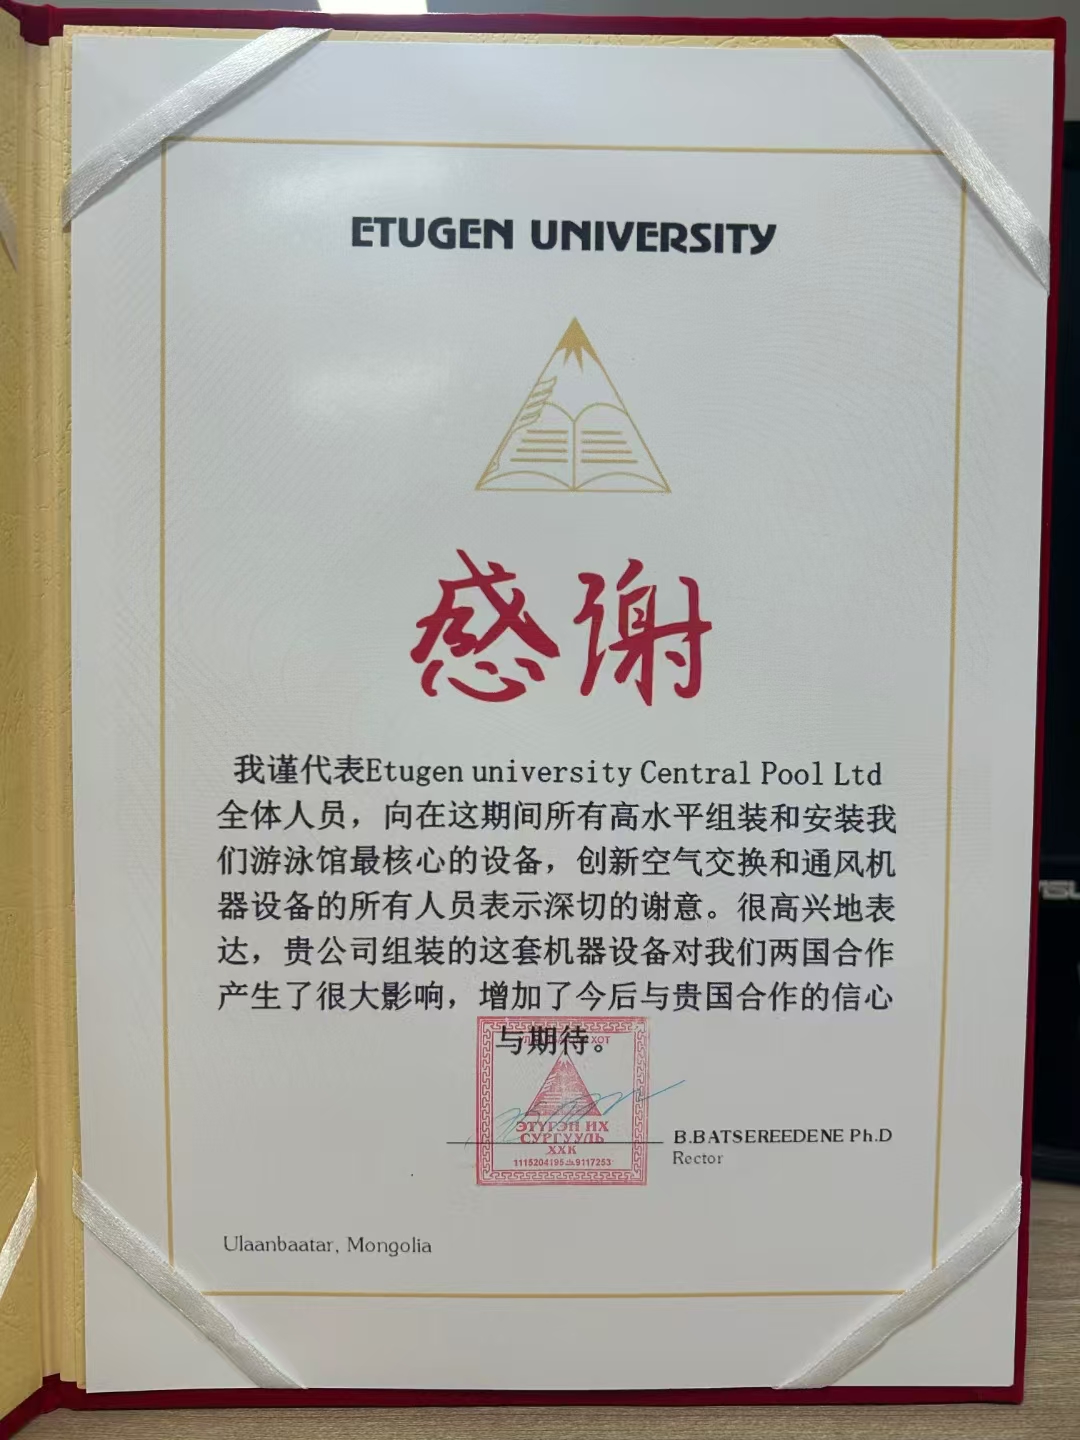 ETUGEN UNIVERSITY
感谢
我谨代表Etugen university Central Pool Ltd
全体人员，向在这期间所有高水平组装和安装我
们游泳馆最核心的设备，创新空气交换和通风机
器设备的所有人员表示深切的谢意。很高兴地表
达，贵公司组装的这套机器设备对我们两国合作
产生了很大影响，增加了今后与贵国合作的信心
与期待。
ЭТҮГЭН ИХ
СУРГУУЛЬ
ХХК
B.BATSEREEDENE Ph.D
Rector
Ulaanbaatar, Mongolia